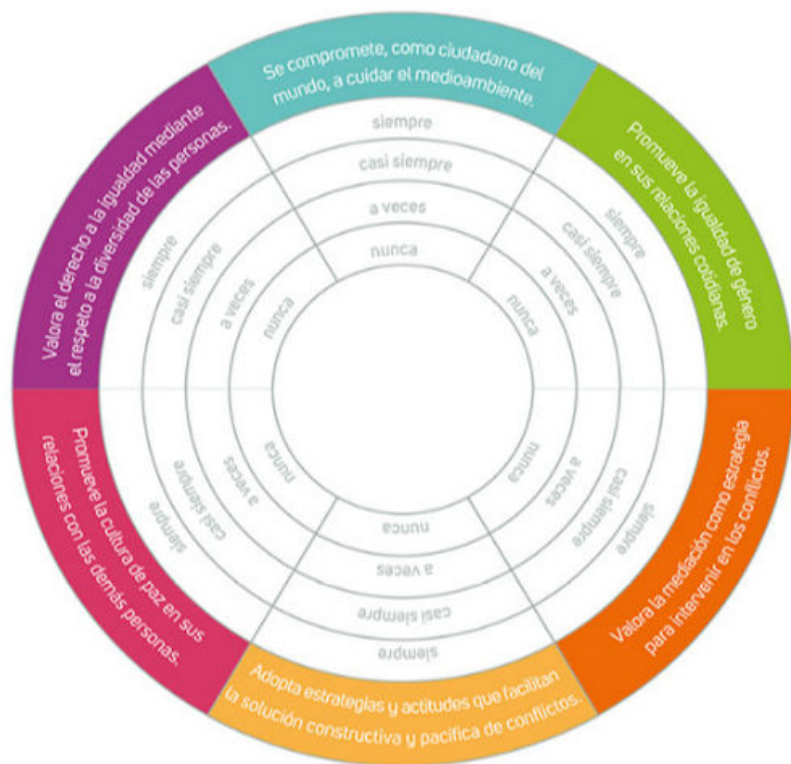 Se compromete, como ciudadano del
mundo, a cuidar el medioambiente.
siempre
casi siempre
a veces
nunca
Promueve la igualdad de género
en sus relaciones cotidianas.
siempre
casi siempre
a veces
nunca
Valora la mediación como estrategia
para intervenir en los conflictos.
siempre
casi siempre
a veces
nunca
Adopta estrategias y actitudes que facilitan
la solución constructiva y pacífica de conflictos.
siempre
casi siempre
a veces
nunca
Promueve la cultura de paz en sus
relaciones con las demás personas.
siempre
casi siempre
a veces
nunca
Valora el derecho a la igualdad mediante
el respeto a la diversidad de las personas.
siempre
casi siempre
a veces
nunca